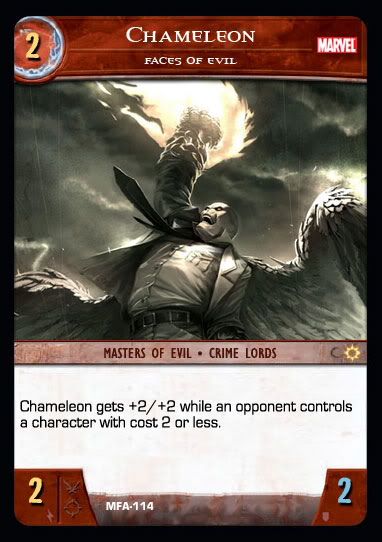 2
CHAMELEON
FACES OF EVIL
MARVEL
MASTERS OF EVIL • CRIME LORDS
Chameleon gets +2/+2 while an opponent controls
a character with cost 2 or less.
2
MFA-114
2